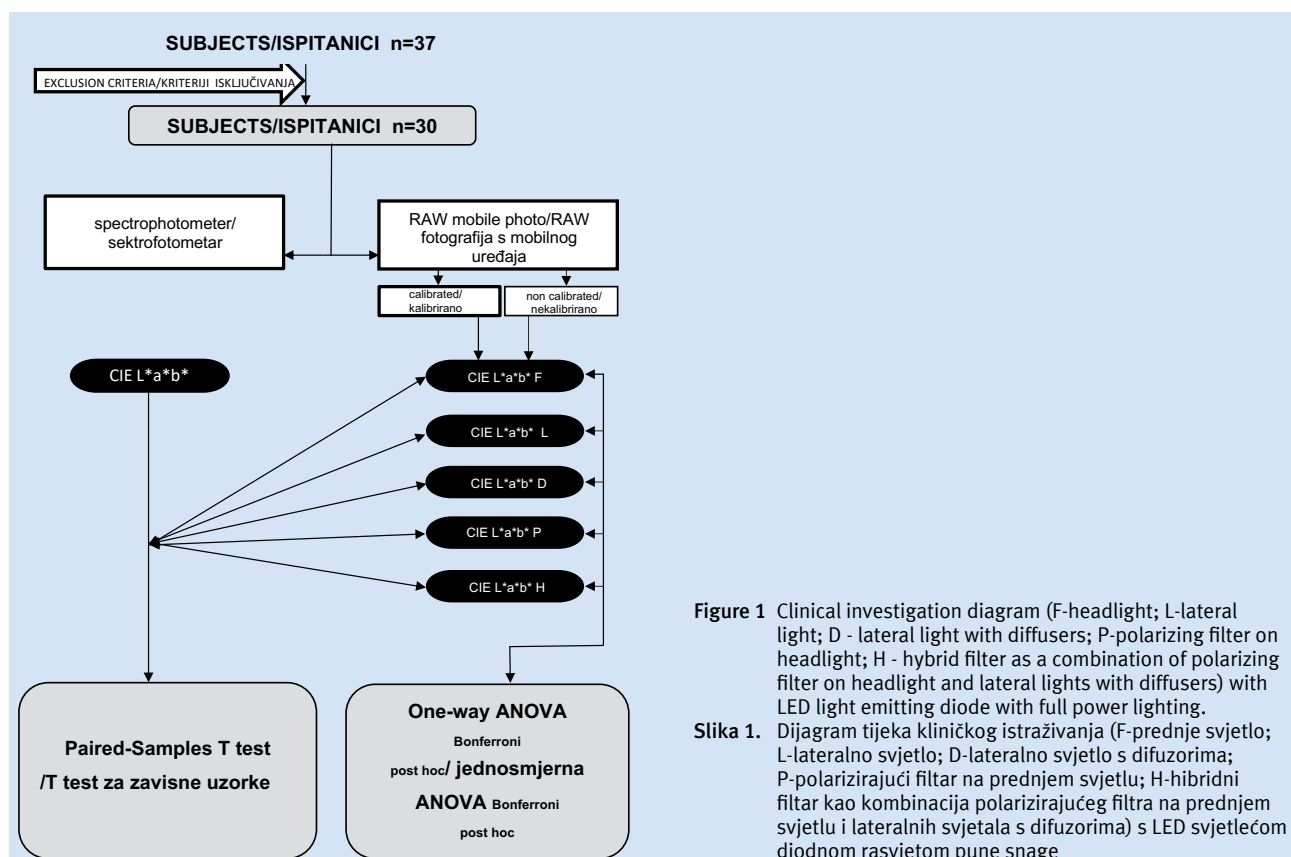 SUBJECTS/ISPITANICI n=37
EXCLUSION CRITERIA/KRITERIJI ISKLJUČIVANJA
SUBJECTS/ISPITANICI n=30
spectrophotometer/
sektrofotometar
RAW mobile photo/RAW
fotografija s mobilnog
uređaja
calibrated/
kalibrirano
non calibrated/
nekalibrirano
CIE L*a*b*
CIE L*a*b* F
CIE L*a*b* L
CIE L*a*b* D
CIE L*a*b* P
CIE L*a*b* H
Paired-Samples T test
/T test za zavisne uzorke
One-way ANOVA
Bonferroni
post hoc/ jednosmjerna
ANOVA Bonferroni
post hoc
Figure 1 Clinical investigation diagram (F-headlight; L-lateral
light; D - lateral light with diffusers; P-polarizing filter on
headlight; H - hybrid filter as a combination of polarizing
filter on headlight and lateral lights with diffusers) with
LED light emitting diode with full power lighting.
Slika 1. Dijagram tijeka kliničkog istraživanja (F-prednje svjetlo;
L-lateralno svjetlo; D-lateralno svjetlo s difuzorima;
P-polarizirajući filtar na prednjem svjetlu; H-hibridni
filtar kao kombinacija polarizirajućeg filtra na prednjem
svjetlu i lateralnih svjetala s difuzorima) s LED svjetlećom
diodnom rasvjetom pune snage